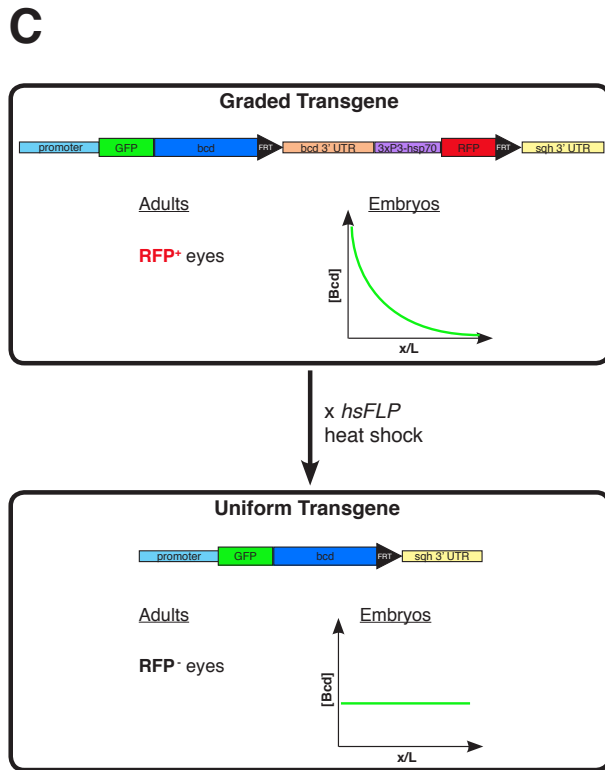 C
Graded Transgene
promoter GFP bcd FRT bcd 3' UTR 3xP3-hsp70 RFP FRT sqh 3' UTR
Adults Embryos
RFP+ eyes
[Bcd]
x/L
x hsFLP
heat shock
Uniform Transgene
promoter GFP bcd FRT sqh 3' UTR
Adults Embryos
RFP- eyes
[Bcd]
x/L